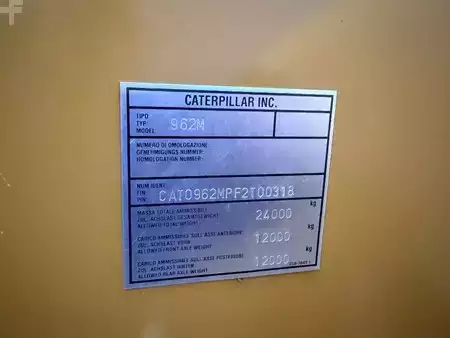 CATERPILLAR INC.
TIPO
TYP
MODEL 962M
NUMERO DI OMOLOGAZIONE
GENEHMIGUNGS NUMMER
HOMOLOGATION NUMBER
FIN
PIN CAT0962MPF2T00318
MASSA TOTALE AMMISSIBILE kg
ZUL. ACHSLAST GESAMTGEWICHT 24000
ALLOWED TOTAL WEIGHT
CARICO AMMISSIBILE SULL ASSE ANTERIORE kg
ZUL. ACHSLAST VORN 12000
ALLOWED FRONT AXLE WEIGHT
CARICO AMMISSIBILE SULL ASSE POSTERIORE kg
ZUL. ACHSLAST HINTEN 12000
ALLOWED REAR AXLE WEIGHT